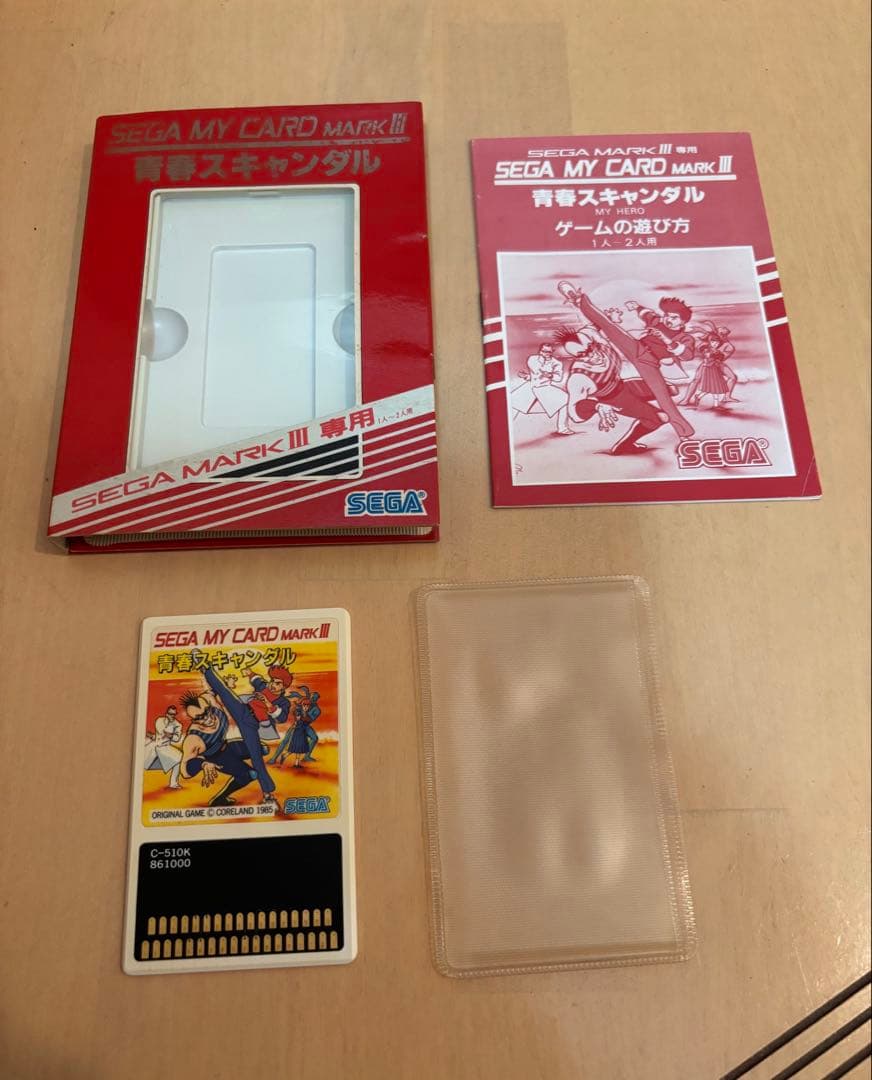 SEGA MY CARD MARK III
青春スキャンダル
SEGA MARK III 専用 1人～2人用
SEGA®
SEGA MARK III 専用
SEGA MY CARD MARK III
青春スキャンダル
MY HERO
ゲームの遊び方
1人～2人用
SEGA®
SEGA MY CARD MARK III
青春スキャンダル
ORIGINAL GAME © CORELAND 1985
SEGA®
C-510K
861000